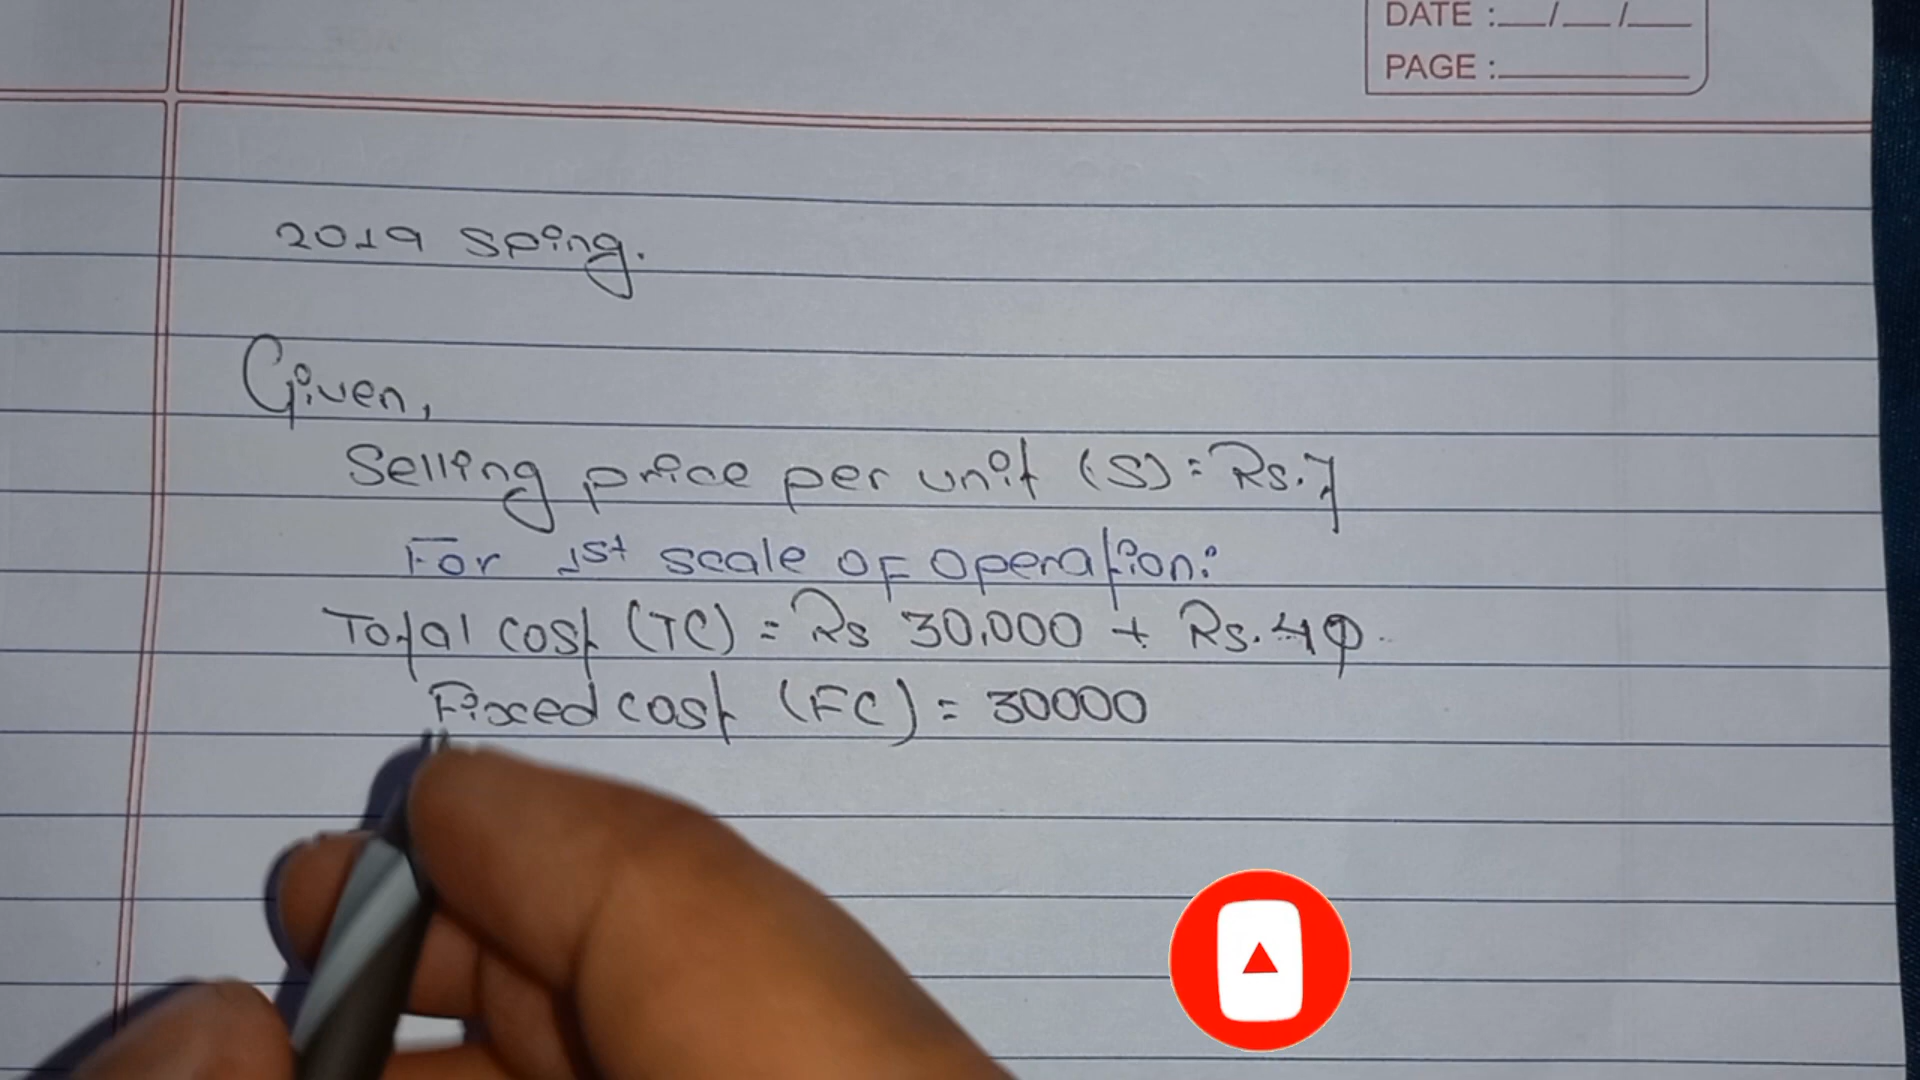 DATE :__/__/__
PAGE :______
2019 sping.
Given,
Selling price per unit (S) = Rs.7
For 1st scale of operation:
Total cost (TC) = Rs 30,000 + Rs.4Q.
Fixed cost (FC) = 30000